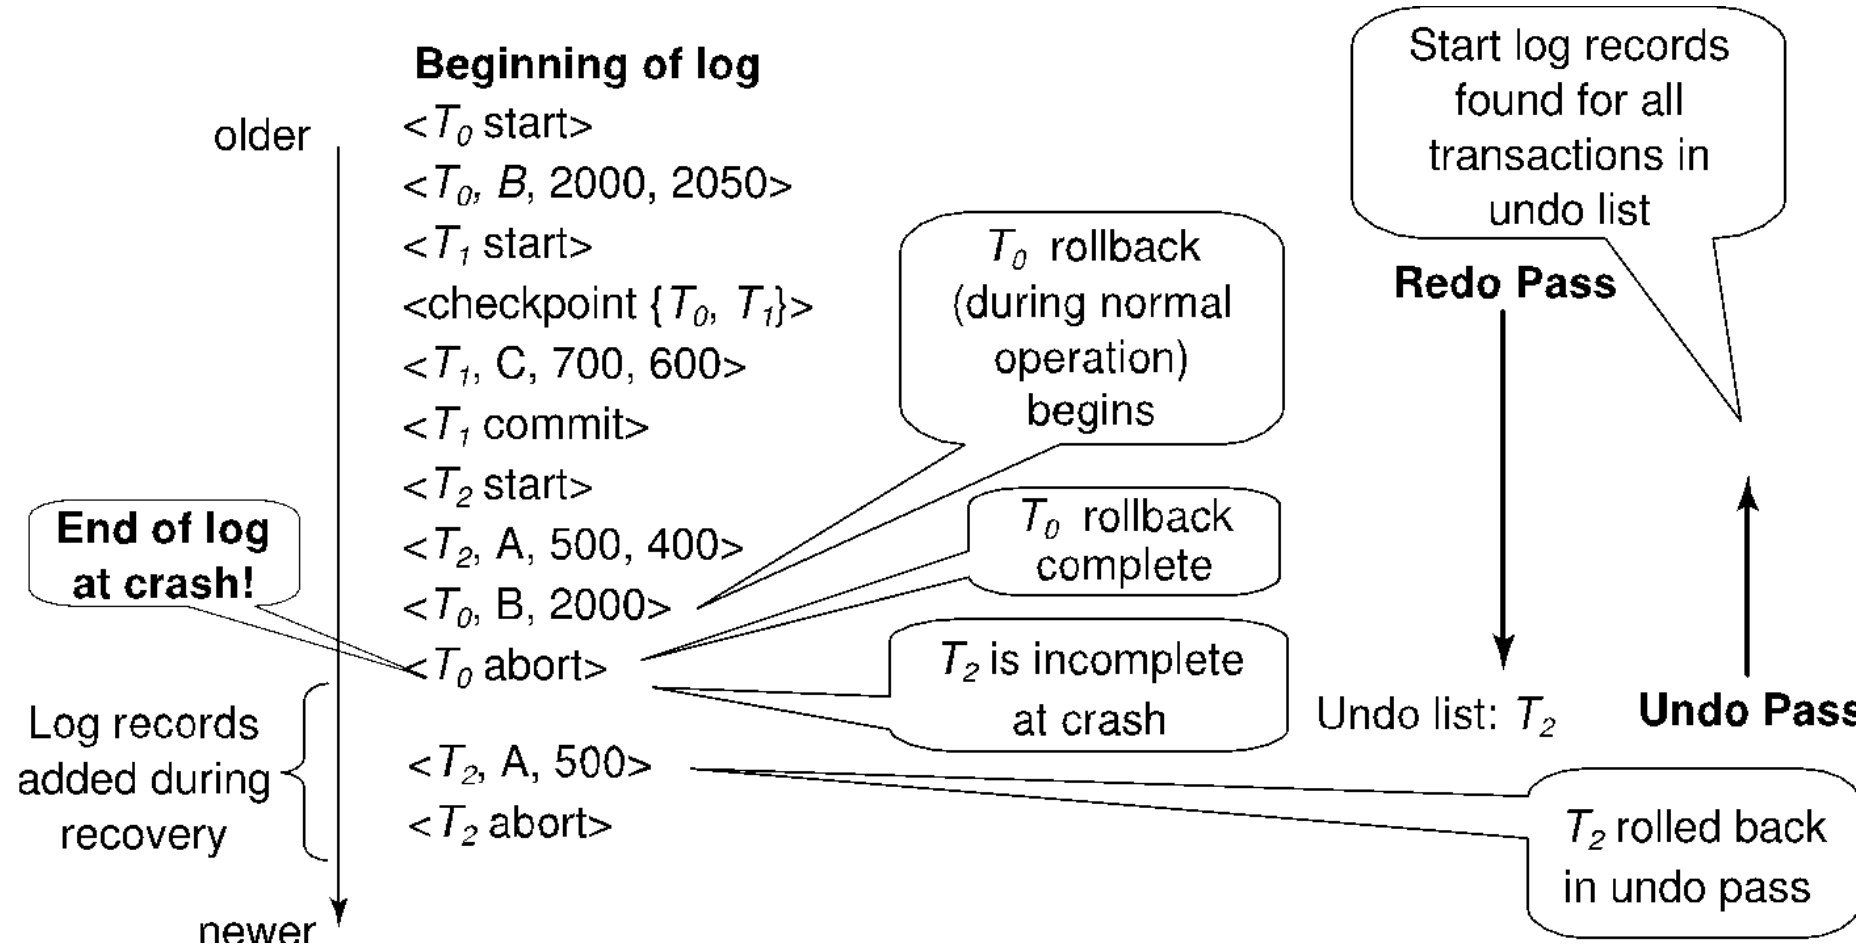 Beginning of log
older
<T0 start>
<T0, B, 2000, 2050>
<T1 start>
<checkpoint {T0, T1}>
<T1, C, 700, 600>
<T1 commit>
<T2 start>
<T2, A, 500, 400>
<T0, B, 2000>
<T0 abort>
<T2, A, 500>
<T2 abort>
newer
End of log
at crash!
Log records
added during
recovery
T0 rollback
(during normal
operation)
begins
T0 rollback
complete
T2 is incomplete
at crash
Start log records
found for all
transactions in
undo list
Redo Pass
Undo list: T2
Undo Pass
T2 rolled back
in undo pass